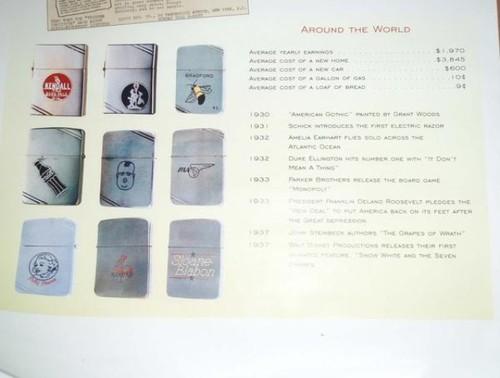 AROUND THE WORLD
AVERAGE YEARLY EARNINGS $1,970
AVERAGE COST OF A NEW HOME $3,845
AVERAGE COST OF A NEW CAR $600
AVERAGE COST OF A GALLON OF GAS 10¢
AVERAGE COST OF A LOAF OF BREAD 9¢
1930 "AMERICAN GOTHIC" PAINTED BY GRANT WOODS
1931 SCHICK INTRODUCES THE FIRST ELECTRIC RAZOR
1932 AMELIA EARHART FLIES SOLO ACROSS THE
ATLANTIC OCEAN
1932 DUKE ELLINGTON HITS NUMBER ONE WITH "IT DON'T
MEAN A THING"
1933 PARKER BROTHERS RELEASE THE BOARD GAME
"MONOPOLY"
1933 PRESIDENT FRANKLIN DELANO ROOSEVELT PLEDGES THE
"NEW DEAL" TO PUT AMERICA BACK ON ITS FEET AFTER
THE GREAT DEPRESSION
1937 JOHN STEINBECK AUTHORS "THE GRAPES OF WRATH"
1937 WALT DISNEY PRODUCTIONS RELEASES THEIR FIRST
ANIMATED FEATURE, "SNOW WHITE AND THE SEVEN
KENDALL
BRADFORD
Sloane-
Blabon